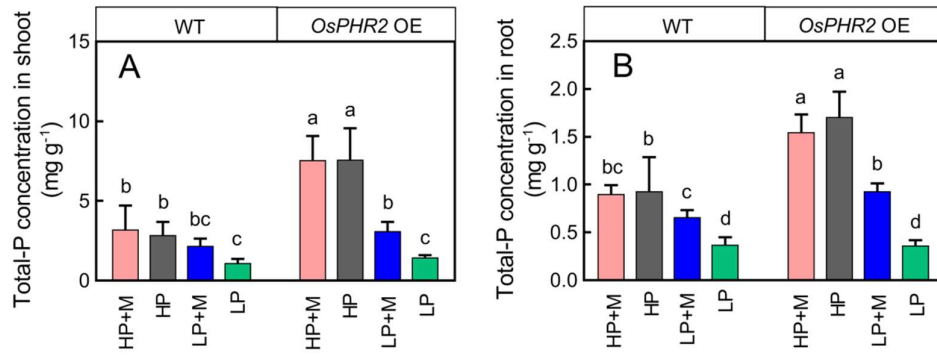 WT OsPHR2 OE
A
Total-P concentration in shoot
(mg g-1)
15
10
5
0
b b bc c a a b c
HP+M HP LP+M LP HP+M HP LP+M LP
WT OsPHR2 OE
B
Total-P concentration in root
(mg g-1)
2.5
2.0
1.5
1.0
0.5
0.0
bc b c d a a b d
HP+M HP LP+M LP HP+M HP LP+M LP